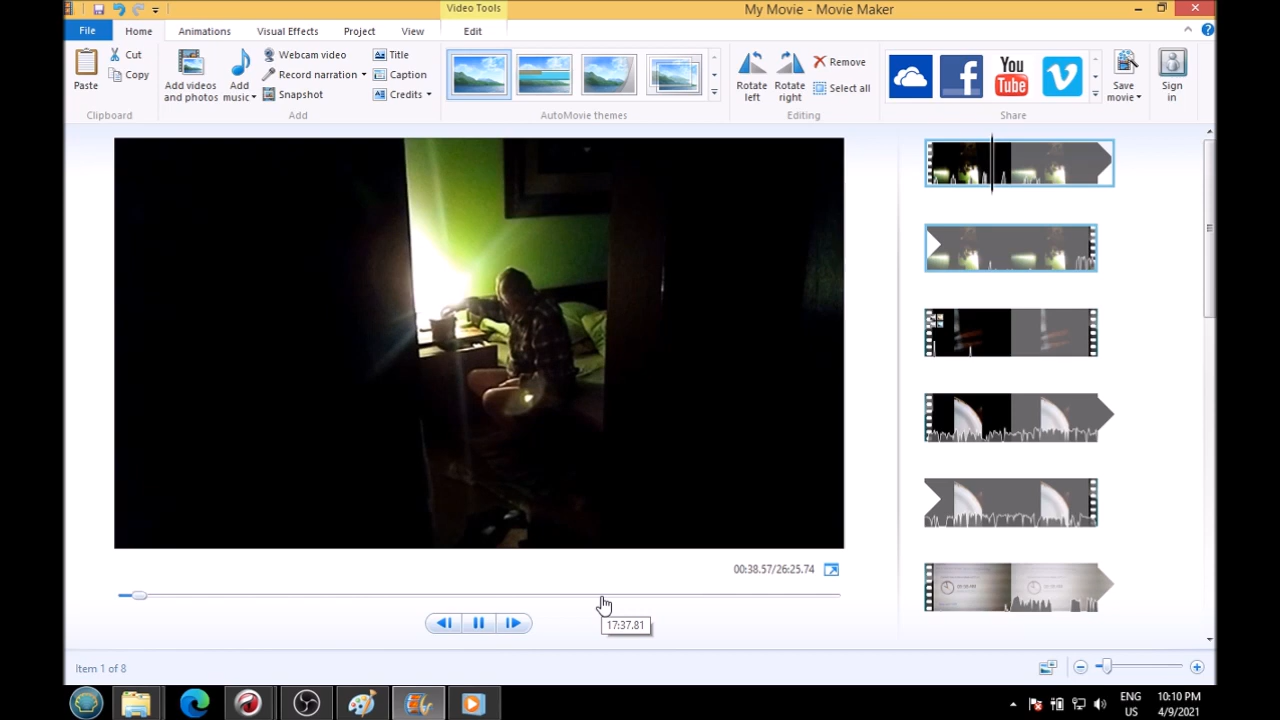 Video Tools
My Movie - Movie Maker
File
Home
Animations
Visual Effects
Project
View
Edit
Paste
Cut
Copy
Clipboard
Add videos
and photos
Add
music
Webcam video
Record narration
Snapshot
Title
Caption
Credits
Add
AutoMovie themes
Rotate
left
Rotate
right
Remove
Select all
Editing
You
Tube
Share
Save
movie
Sign
in
00:38.57/26:25.74
17:37.81
Item 1 of 8
ENG
US
10:10 PM
4/9/2021